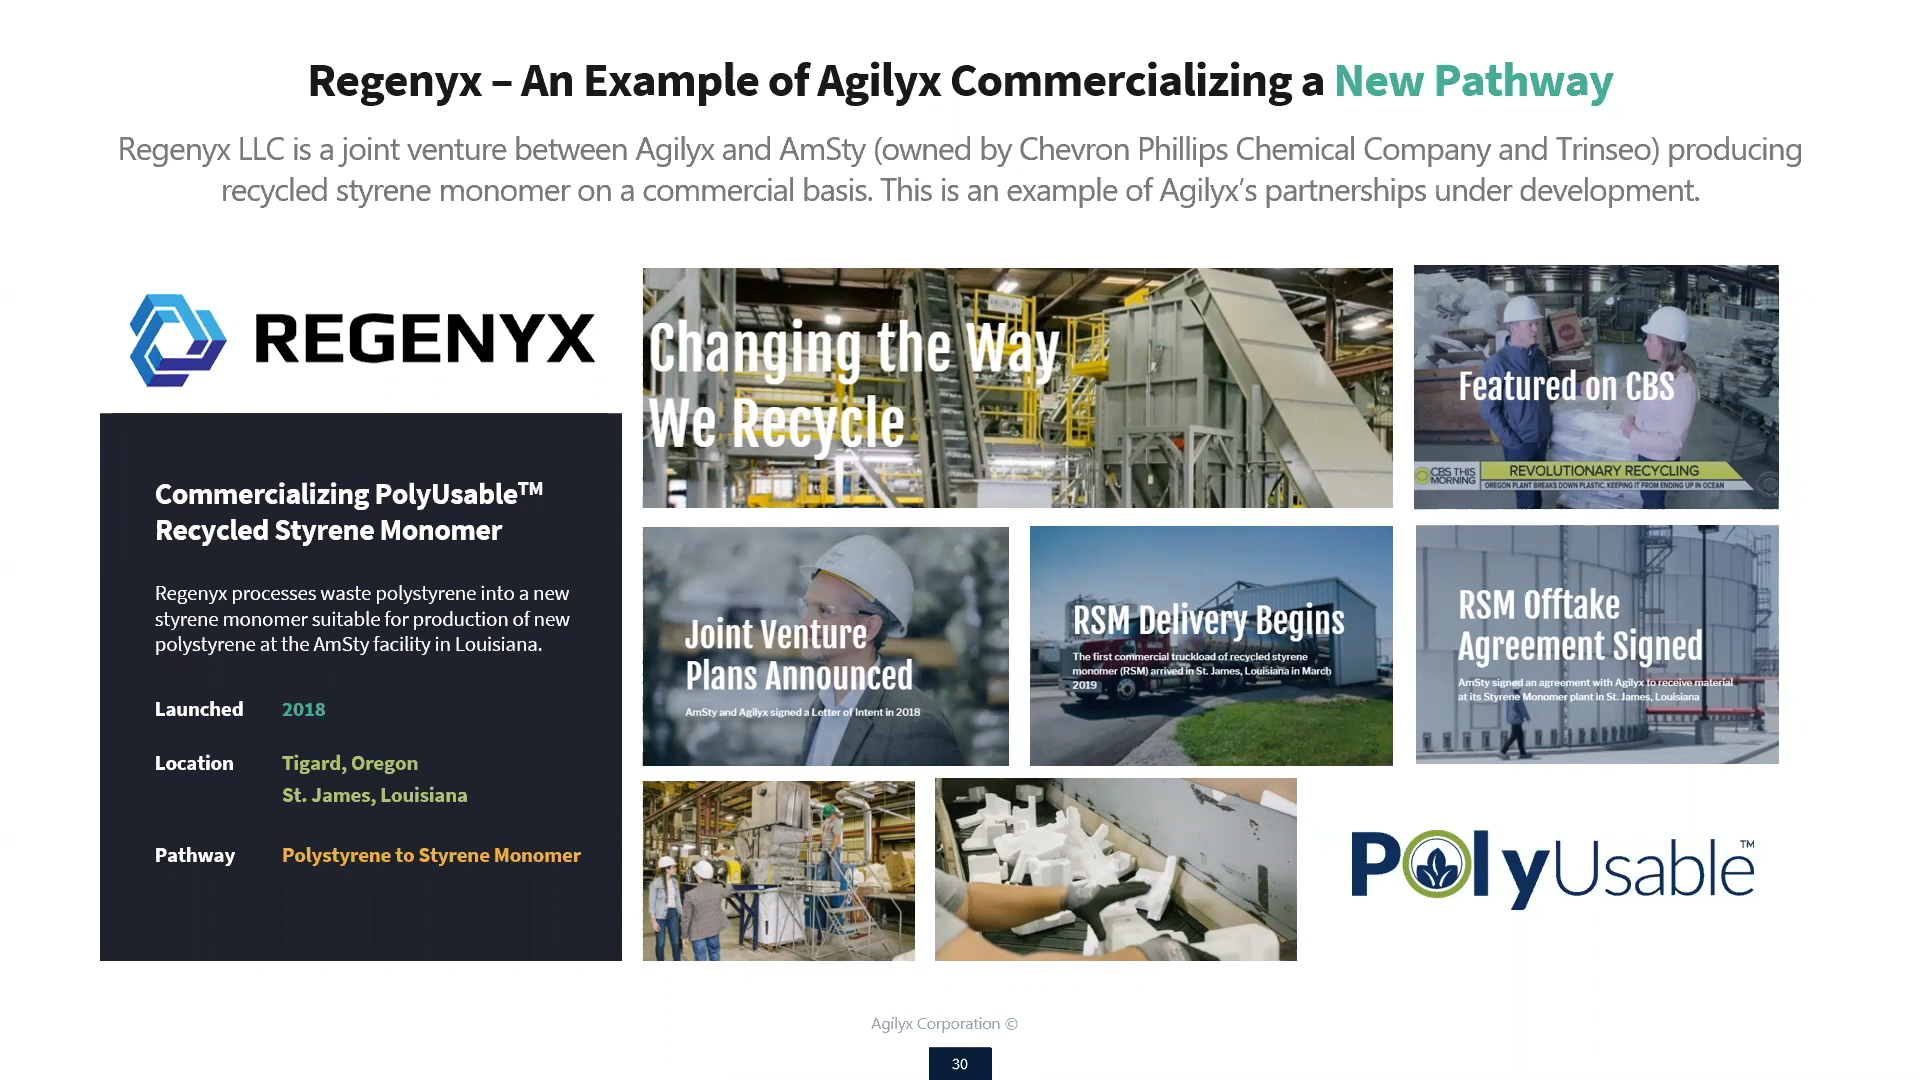 Regenyx – An Example of Agilyx Commercializing a New Pathway
Regenyx LLC is a joint venture between Agilyx and AmSty (owned by Chevron Phillips Chemical Company and Trinseo) producing
recycled styrene monomer on a commercial basis. This is an example of Agilyx’s partnerships under development.
REGENYX
Commercializing PolyUsable™
Recycled Styrene Monomer
Regenyx processes waste polystyrene into a new
styrene monomer suitable for production of new
polystyrene at the AmSty facility in Louisiana.
Launched 2018
Location Tigard, Oregon
St. James, Louisiana
Pathway Polystyrene to Styrene Monomer
Changing the Way
We Recycle
Featured on CBS
CBS THIS
MORNING
REVOLUTIONARY RECYCLING
OREGON PLANT BREAKS DOWN PLASTIC, KEEPING IT FROM ENDING UP IN OCEAN
Joint Venture
Plans Announced
AmSty and Agilyx signed a Letter of Intent in 2018
RSM Delivery Begins
The first commercial truckload of recycled styrene
monomer (RSM) arrived in St. James, Louisiana in March
2019
RSM Offtake
Agreement Signed
AmSty signed an agreement with Agilyx to receive material
at its Styrene Monomer plant in St. James, Louisiana
PolyUsable™
Agilyx Corporation ©
30